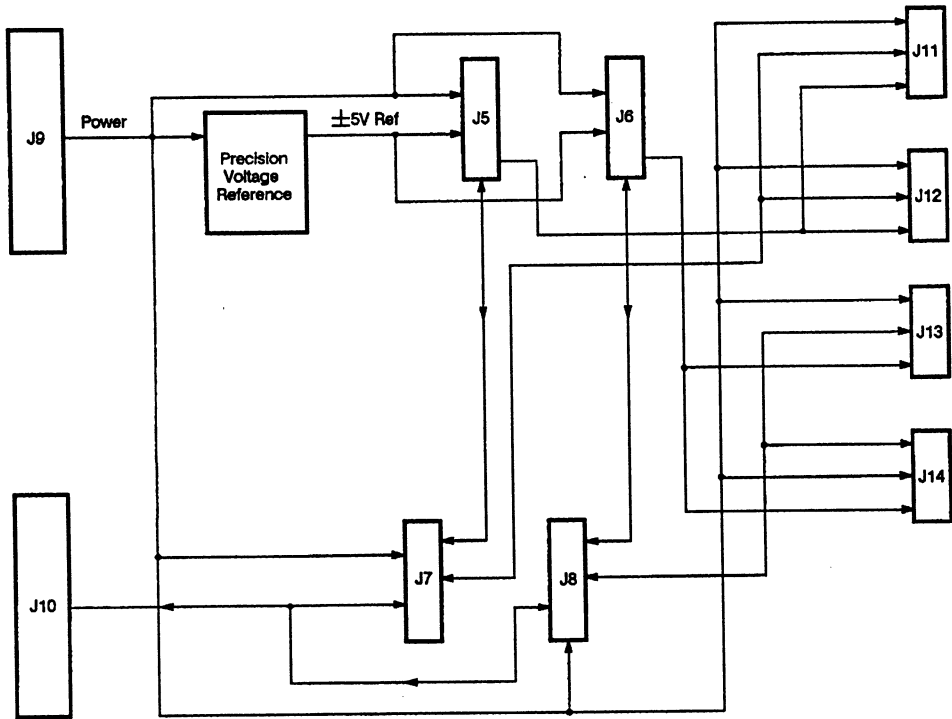 J9
Power
Precision
Voltage
Reference
±5V Ref
J5
J6
J11
J12
J13
J14
J10
J7
J8